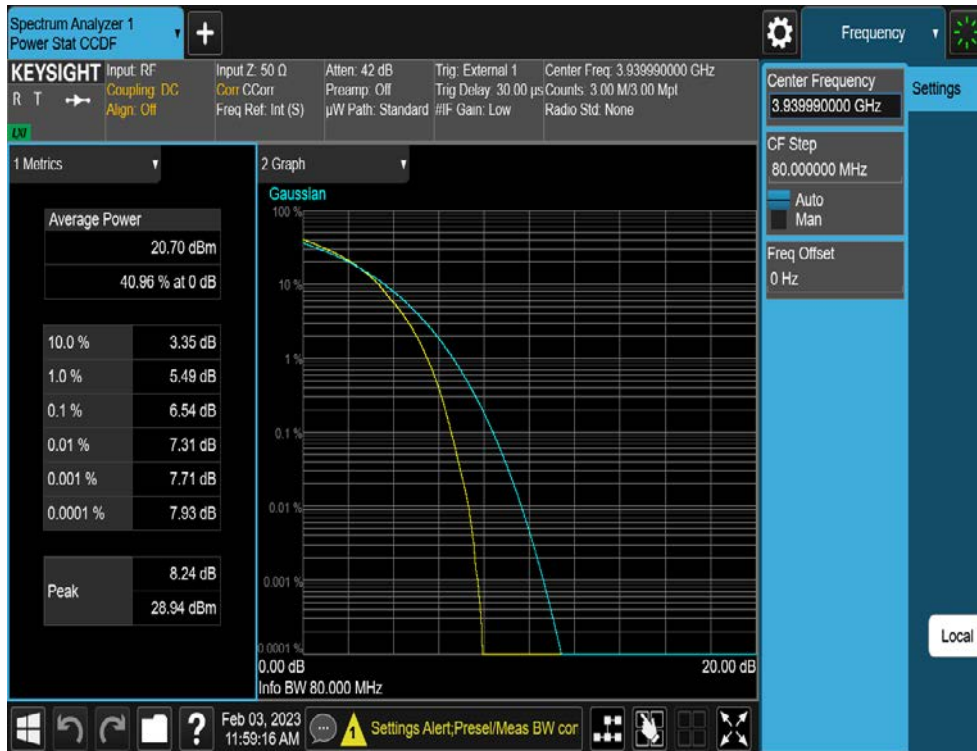 Spectrum Analyzer 1
Power Stat CCDF
+
Frequency
KEYSIGHT
R T
LXI
Input: RF
Coupling: DC
Align: Off
Input Z: 50 Ω
Corr CCorr
Freq Ref: Int (S)
Atten: 42 dB
Preamp: Off
µW Path: Standard
Trig: External 1
Trig Delay: 30.00 µs
#IF Gain: Low
Center Freq: 3.939990000 GHz
Counts: 3.00 M/3.00 Mpt
Radio Std: None
Center Frequency
3.939990000 GHz
Settings
CF Step
80.000000 MHz
Auto
Man
Freq Offset
0 Hz
Local
1 Metrics
Average Power
20.70 dBm
40.96 % at 0 dB
10.0 % 3.35 dB
1.0 % 5.49 dB
0.1 % 6.54 dB
0.01 % 7.31 dB
0.001 % 7.71 dB
0.0001 % 7.93 dB
Peak
8.24 dB
28.94 dBm
2 Graph
Gaussian
100 %
10 %
1 %
0.1 %
0.01 %
0.001 %
0.0001 %
0.00 dB 20.00 dB
Info BW 80.000 MHz
?
Feb 03, 2023
11:59:16 AM
1
Settings Alert;Presel/Meas BW cor